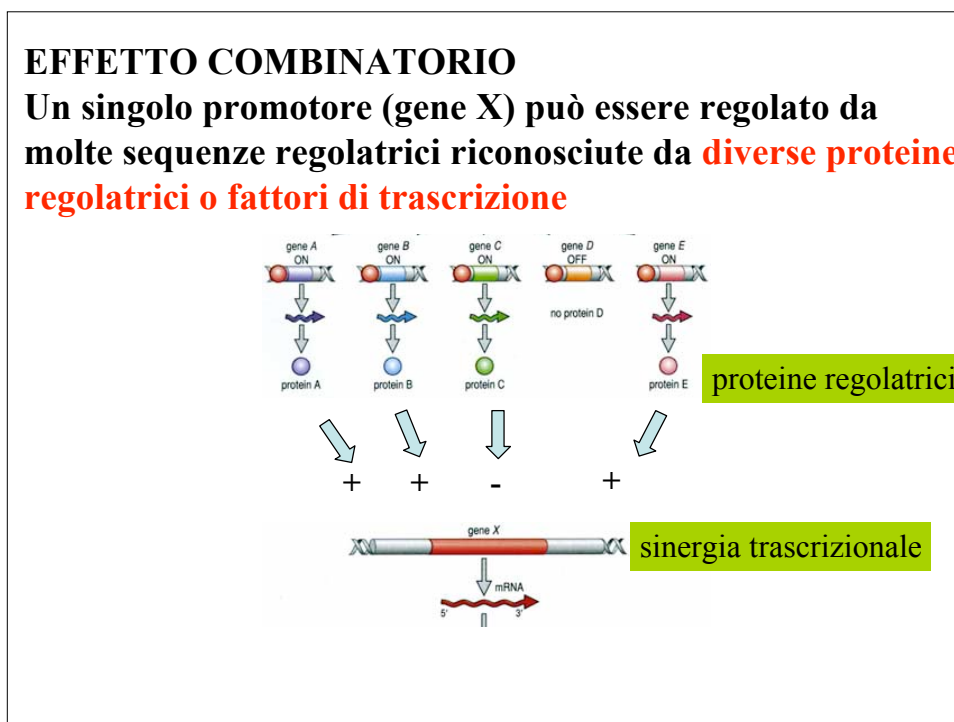 EFFETTO COMBINATORIO
Un singolo promotore (gene X) può essere regolato da
molte sequenze regolatrici riconosciute da diverse proteine
regolatrici o fattori di trascrizione
gene A gene B gene C gene D gene E
ON ON ON OFF ON
no protein D
protein A protein B protein C protein E
proteine regolatrici
+ + - +
gene X
sinergia trascrizionale
mRNA
5' 3'